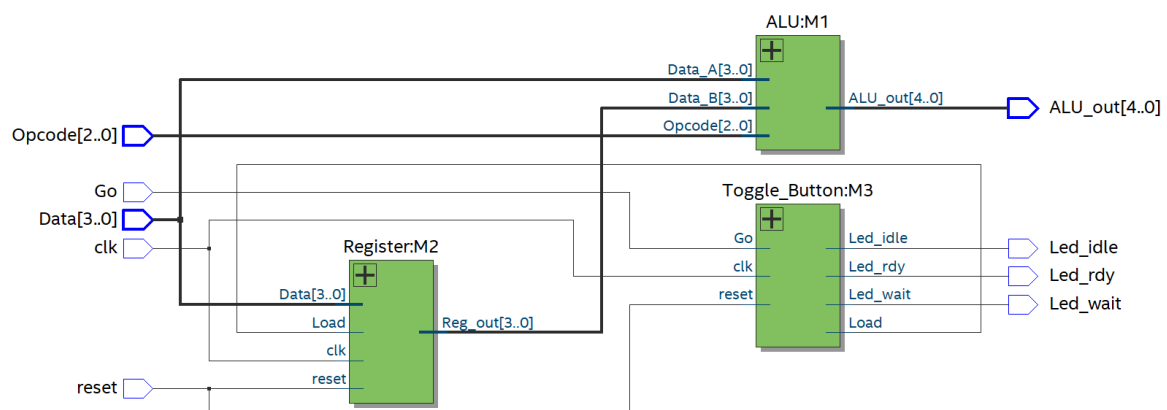 ALU:M1
Data_A[3..0]
Data_B[3..0]
ALU_out[4..0]
ALU_out[4..0]
Opcode[2..0]
Opcode[2..0]
Go
Toggle_Button:M3
Data[3..0]
clk
Register:M2
Go
Led_idle
Led_idle
clk
Led_rdy
Led_rdy
Data[3..0]
reset
Led_wait
Led_wait
Load
Reg_out[3..0]
Load
clk
reset
reset